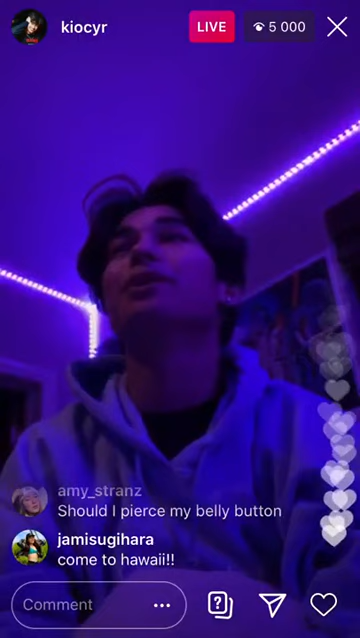 kiocyr
LIVE
5 000
amy_stranz
Should I pierce my belly button
jamisugihara
come to hawaii!!
Comment